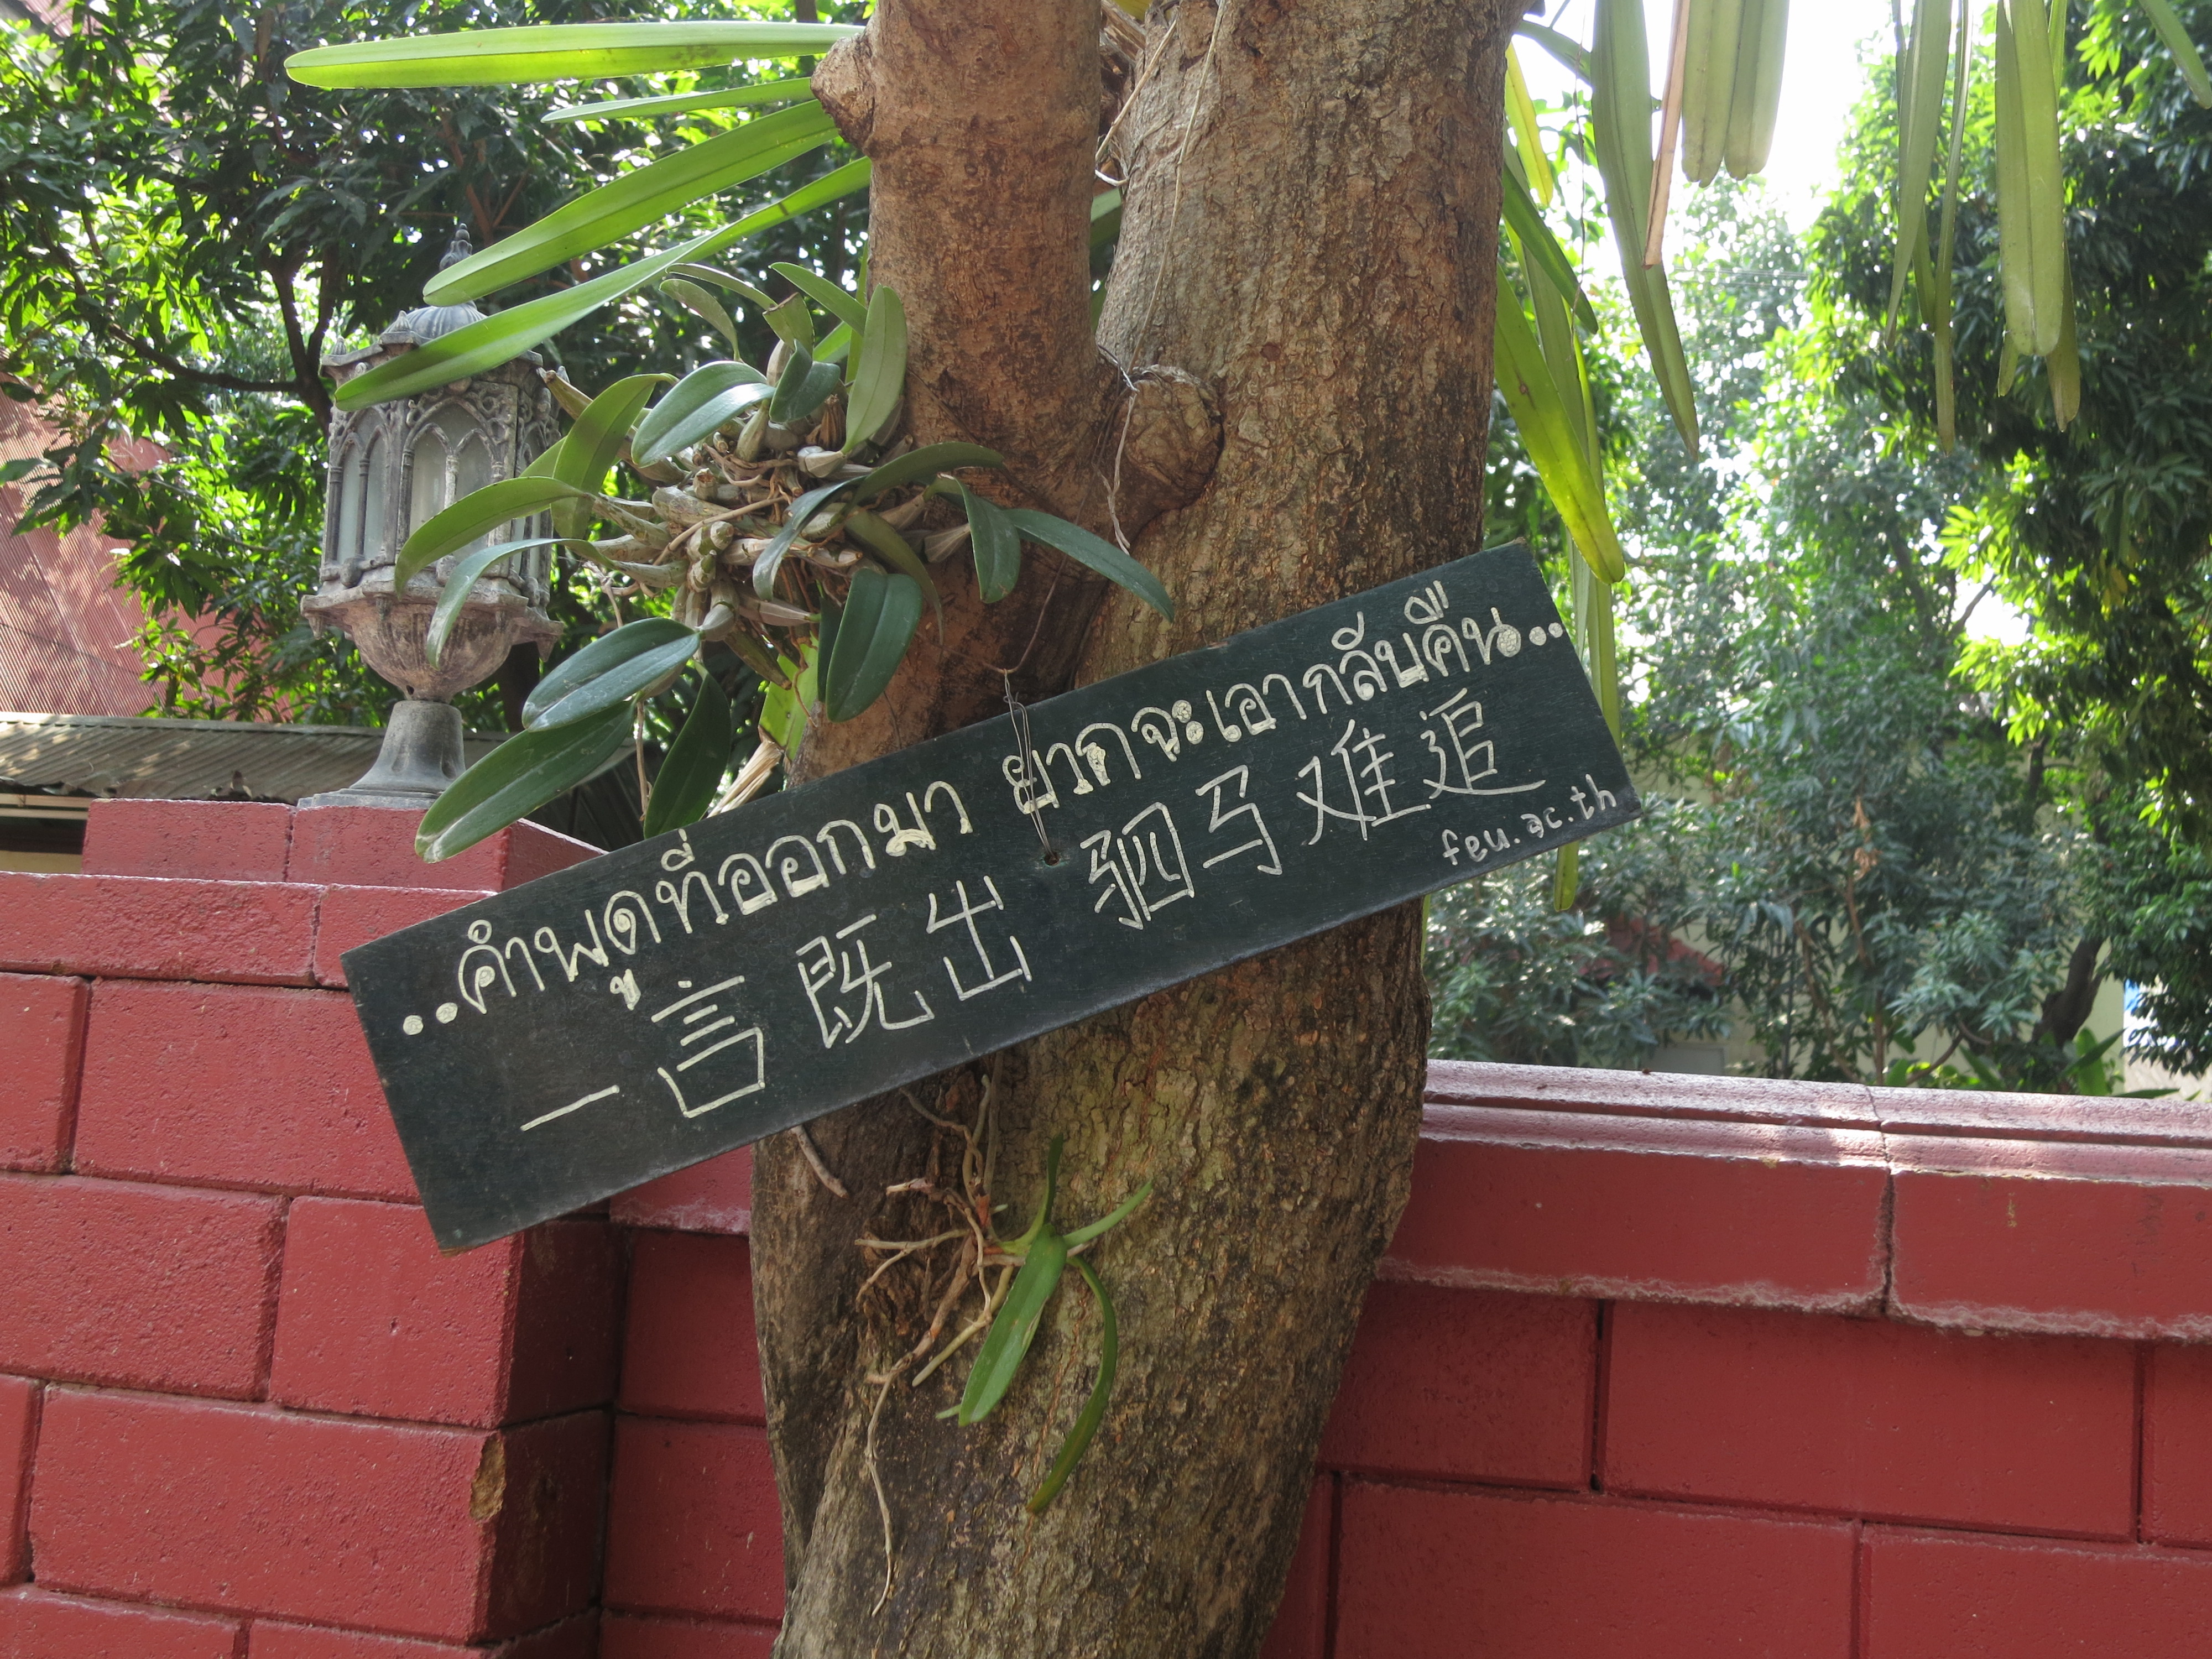 ..คำพูดที่ออกมา ยากจะเอากลับคืน..
一言既出 驷马难追
feu.ac.th